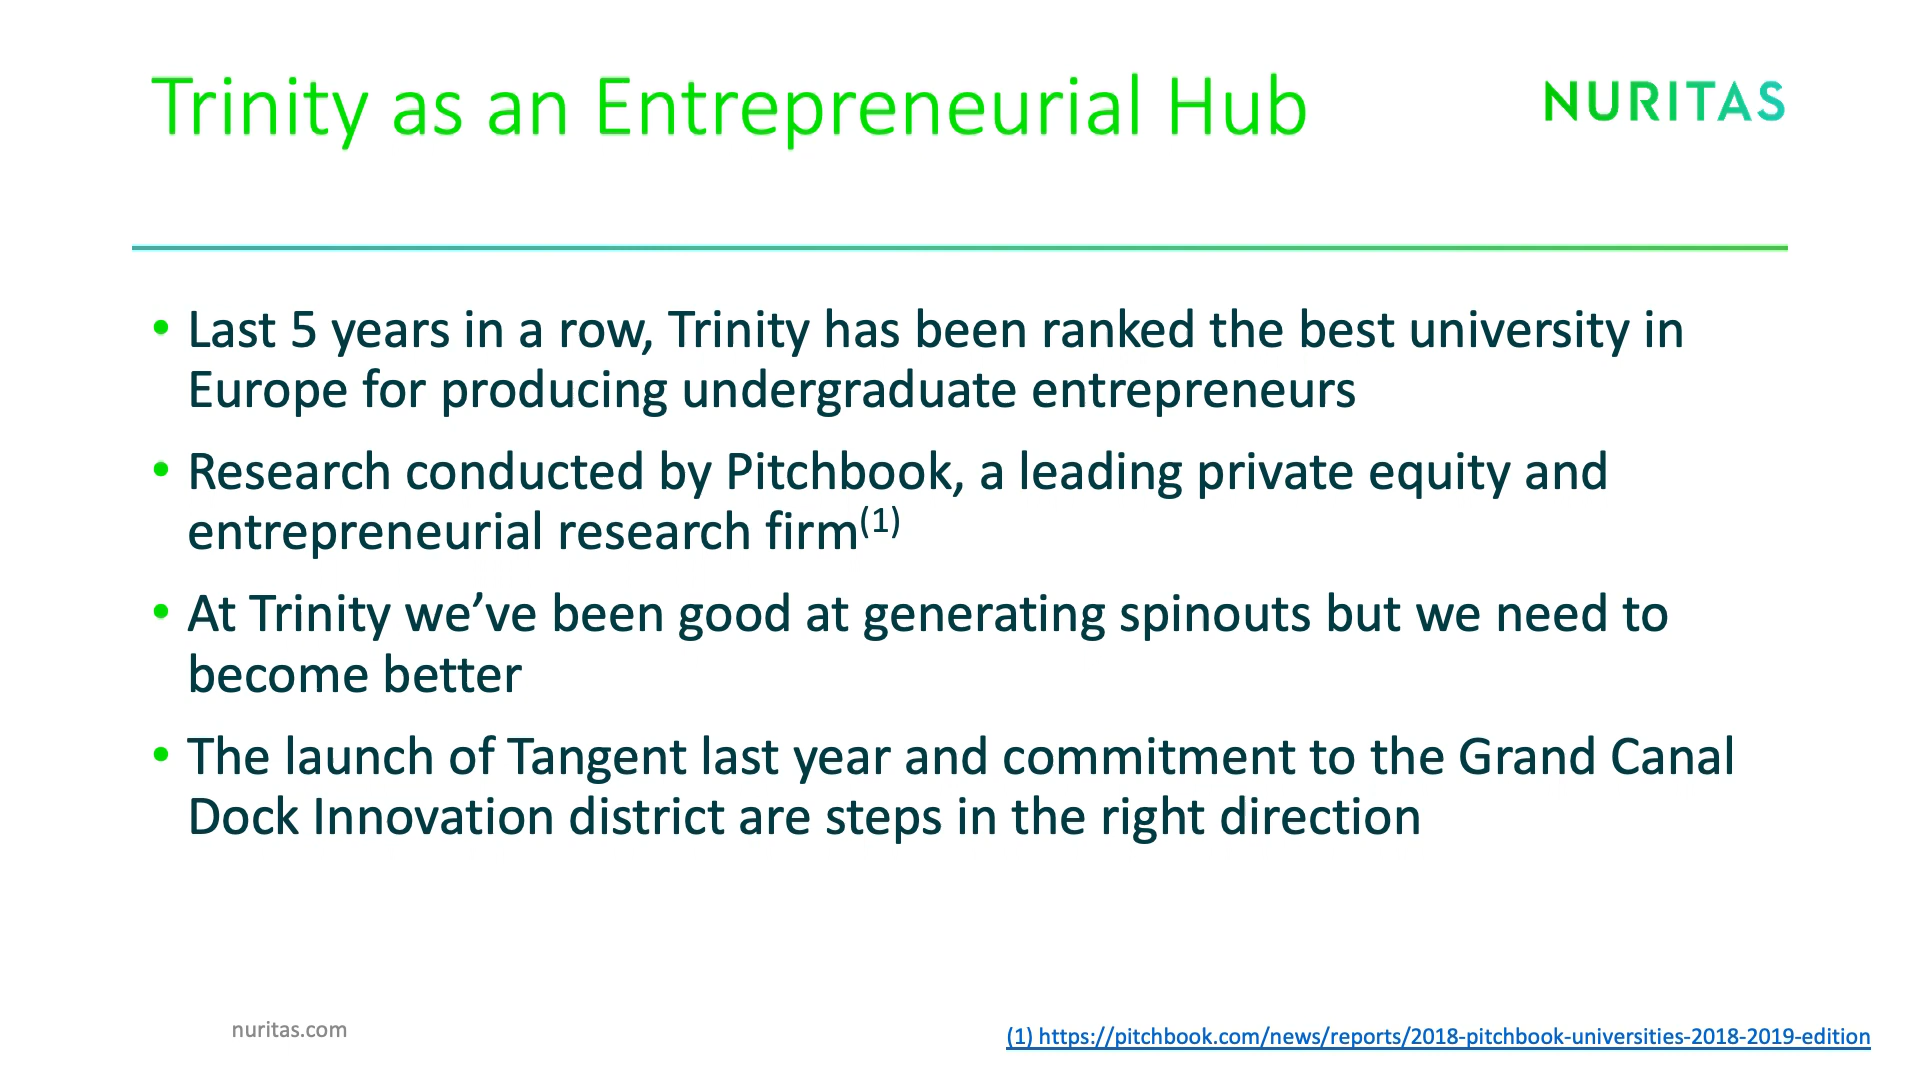 Trinity as an Entrepreneurial Hub
NURITAS
• Last 5 years in a row, Trinity has been ranked the best university in
Europe for producing undergraduate entrepreneurs
• Research conducted by Pitchbook, a leading private equity and
entrepreneurial research firm(1)
• At Trinity we’ve been good at generating spinouts but we need to
become better
• The launch of Tangent last year and commitment to the Grand Canal
Dock Innovation district are steps in the right direction
nuritas.com
(1) https://pitchbook.com/news/reports/2018-pitchbook-universities-2018-2019-edition